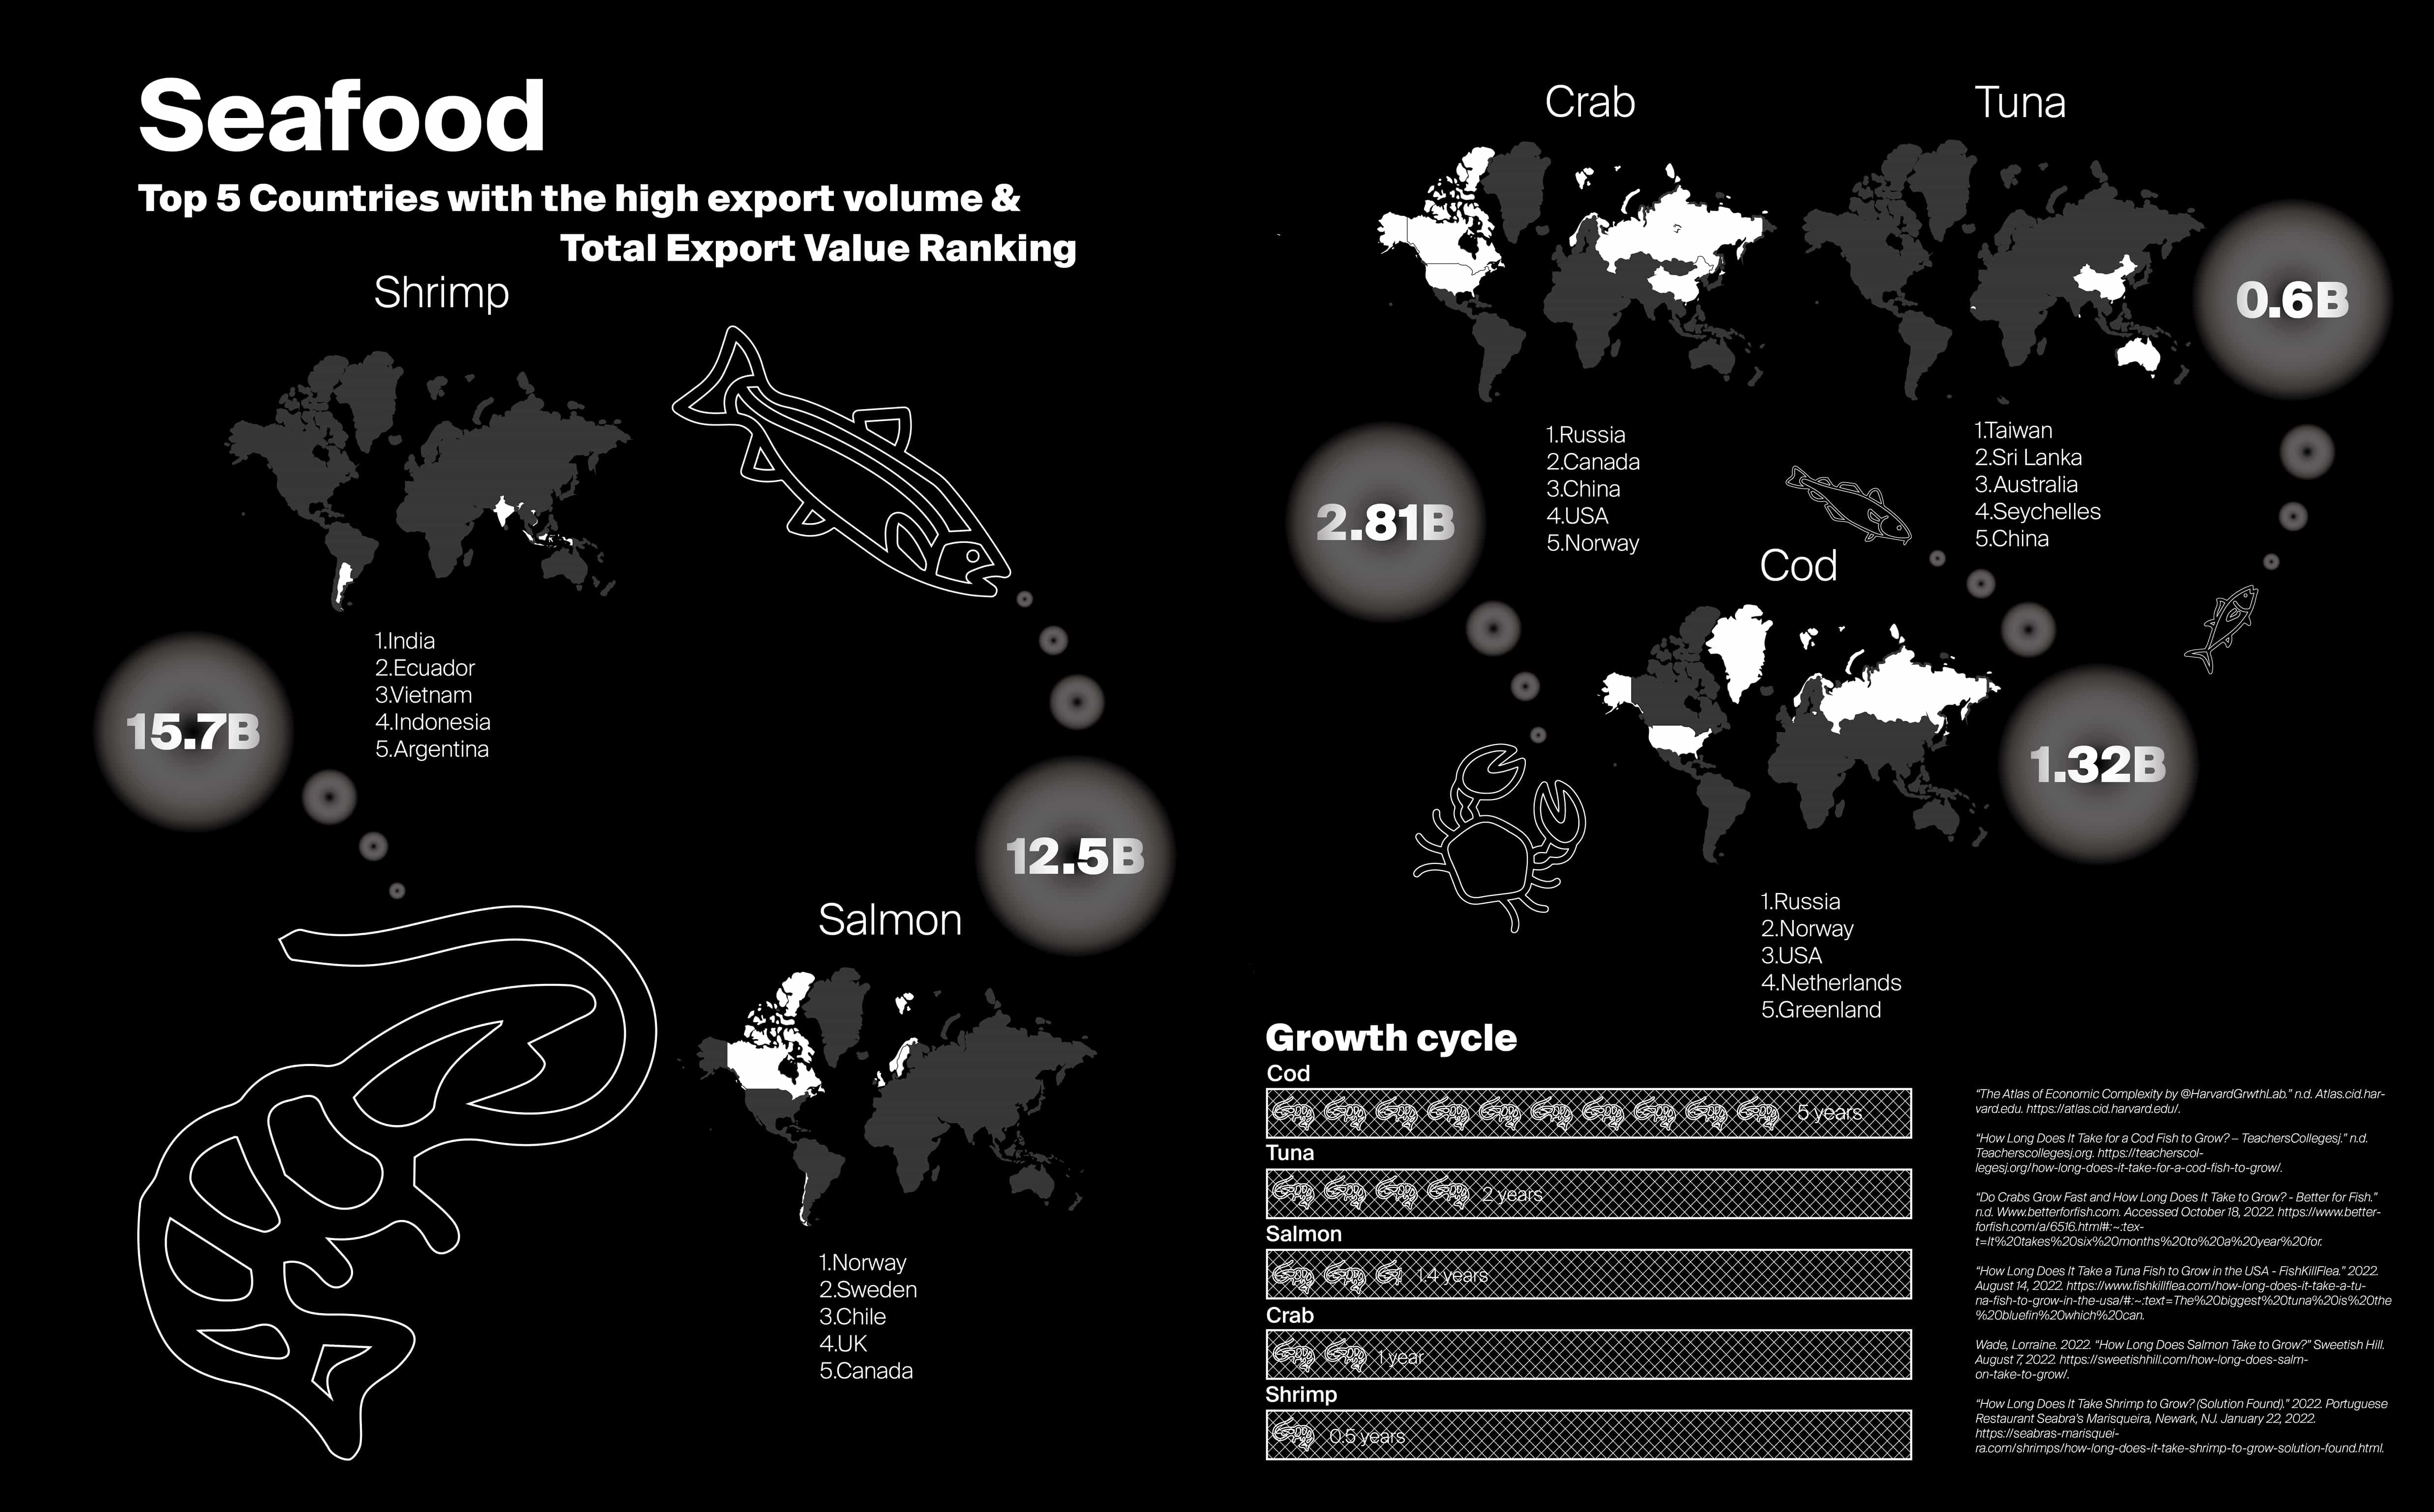 Seafood
Top 5 Countries with the high export volume &
Total Export Value Ranking
Shrimp
1.India
2.Ecuador
3.Vietnam
4.Indonesia
5.Argentina
15.7B
12.5B
Salmon
1.Norway
2.Sweden
3.Chile
4.UK
5.Canada
Crab
1.Russia
2.Canada
3.China
4.USA
5.Norway
2.81B
Tuna
1.Taiwan
2.Sri Lanka
3.Australia
4.Seychelles
5.China
0.6B
Cod
1.Russia
2.Norway
3.USA
4.Netherlands
5.Greenland
1.32B
Growth cycle
Cod
5 years
Tuna
2 years
Salmon
1.4 years
Crab
1 year
Shrimp
0.5 years
“The Atlas of Economic Complexity by @HarvardGrwthLab.” n.d. Atlas.cid.har-
vard.edu. https://atlas.cid.harvard.edu/.
“How Long Does It Take for a Cod Fish to Grow? – TeachersCollegesj.” n.d.
Teacherscollegesj.org. https://teacherscol-
legesj.org/how-long-does-it-take-for-a-cod-fish-to-grow/.
“Do Crabs Grow Fast and How Long Does It Take to Grow? - Better for Fish.”
n.d. Www.betterforfish.com. Accessed October 18, 2022. https://www.better-
forfish.com/a/6516.html#:~:tex-
t=It%20takes%20six%20months%20to%20a%20year%20for.
“How Long Does It Take a Tuna Fish to Grow in the USA - FishKillFlea.” 2022.
August 14, 2022. https://www.fishkillflea.com/how-long-does-it-take-a-tu-
na-fish-to-grow-in-the-usa/#:~:text=The%20biggest%20tuna%20is%20the
%20bluefin%20which%20can.
Wade, Lorraine. 2022. “How Long Does Salmon Take to Grow?” Sweetish Hill.
August 7, 2022. https://sweetishhill.com/how-long-does-salm-
on-take-to-grow/.
“How Long Does It Take Shrimp to Grow? (Solution Found).” 2022. Portuguese
Restaurant Seabra’s Marisqueira, Newark, NJ. January 22, 2022.
https://seabras-marisquei-
ra.com/shrimps/how-long-does-it-take-shrimp-to-grow-solution-found.html.